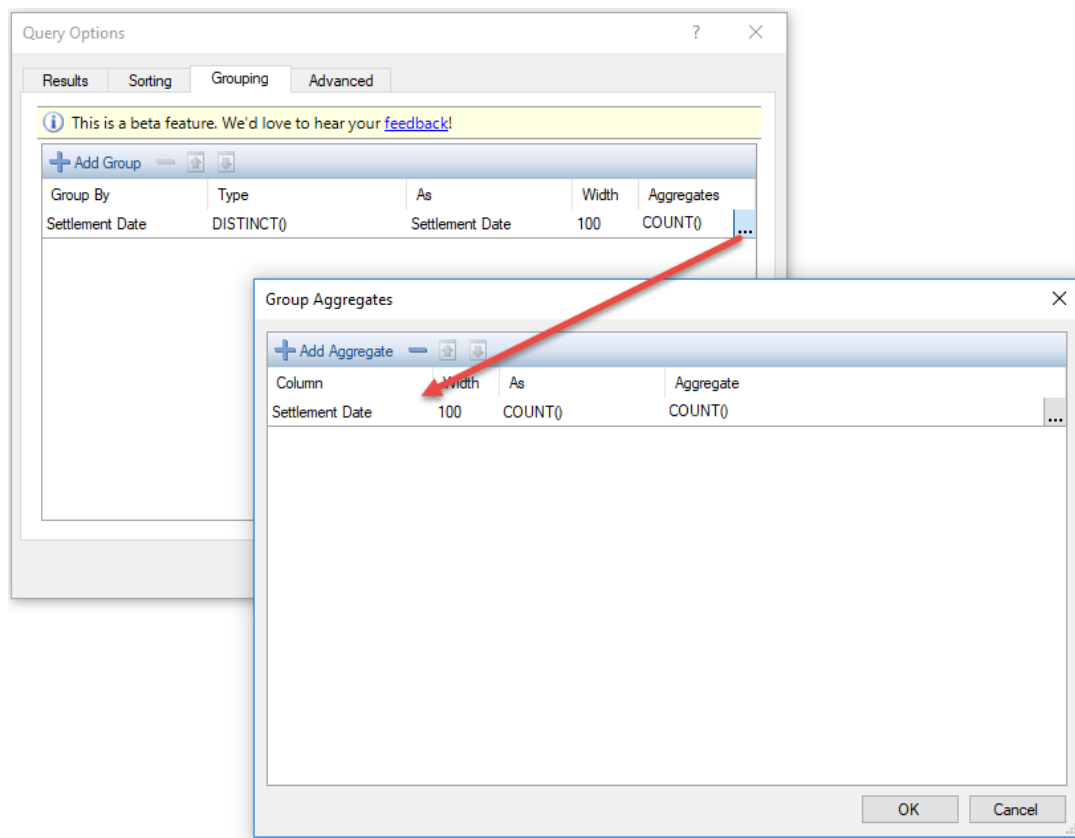 Query Options ?
Results Sorting Grouping Advanced
This is a beta feature. We'd love to hear your feedback!
Add Group
Group By Type As Width Aggregates
Settlement Date DISTINCT() Settlement Date 100 COUNT() ...
Group Aggregates
Add Aggregate
Column Width As Aggregate
Settlement Date 100 COUNT() COUNT() ...
OK Cancel